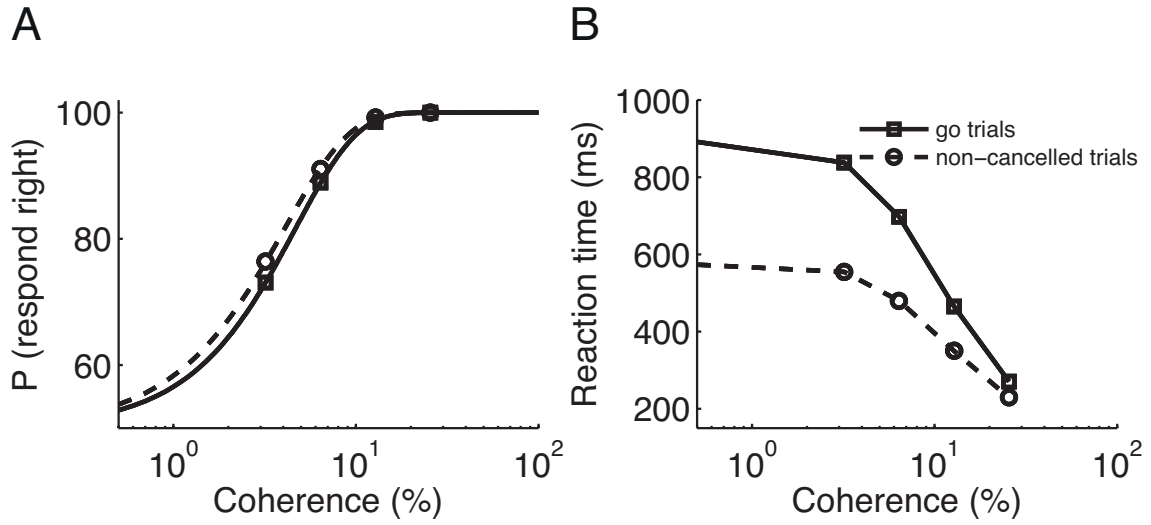 A
B
P (respond right)
100
80
60
10^0
10^1
10^2
Coherence (%)
Reaction time (ms)
1000
800
600
400
200
go trials
non−cancelled trials
10^0
10^1
10^2
Coherence (%)